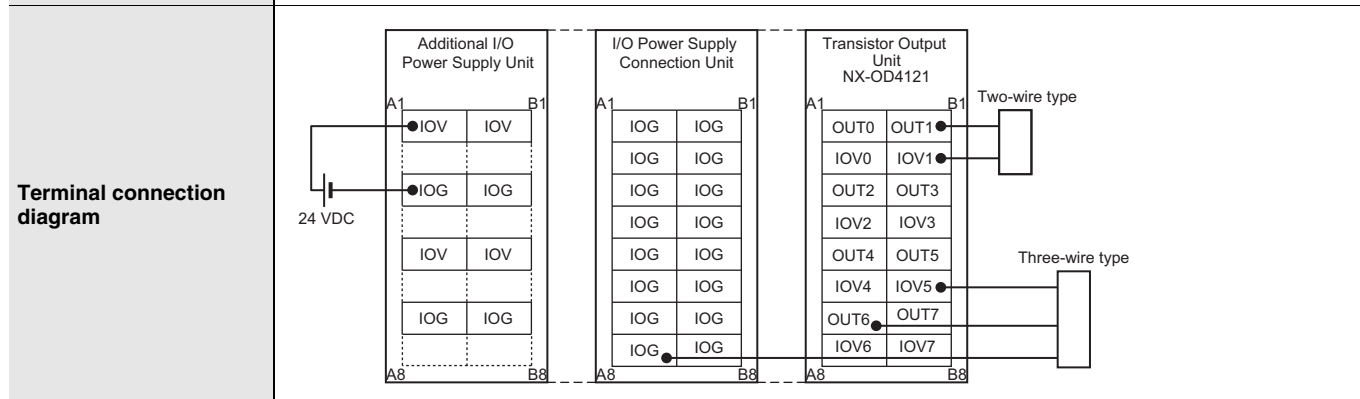 Terminal connection
diagram
Additional I/O
Power Supply Unit
A1 B1
IOV IOV
IOG IOG
IOV IOV
IOG IOG
A8 B8
24 VDC
I/O Power Supply
Connection Unit
A1 B1
IOG IOG
IOG IOG
IOG IOG
IOG IOG
IOG IOG
IOG IOG
IOG IOG
IOG IOG
A8 B8
Transistor Output
Unit
NX-OD4121
A1 B1
OUT0 OUT1
IOV0 IOV1
OUT2 OUT3
IOV2 IOV3
OUT4 OUT5
IOV4 IOV5
OUT6 OUT7
IOV6 IOV7
A8 B8
Two-wire type
Three-wire type